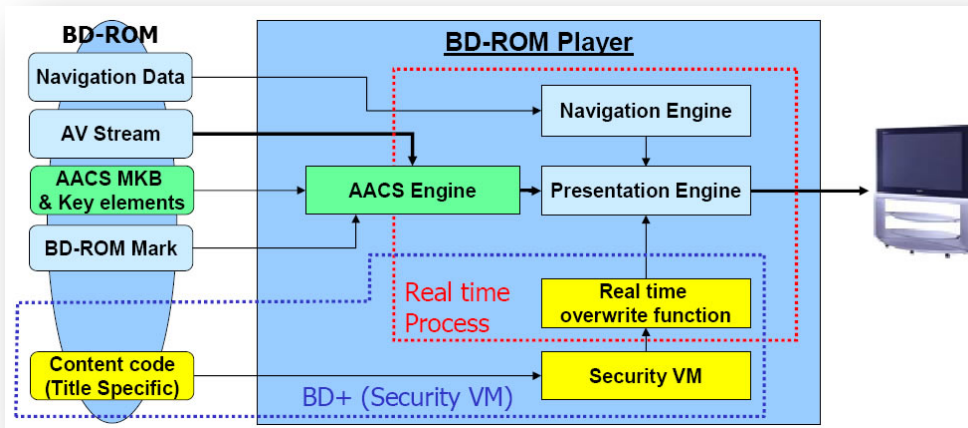 BD-ROM
BD-ROM Player
Navigation Data
Navigation Engine
AV Stream
AACS MKB
& Key elements
AACS Engine
Presentation Engine
BD-ROM Mark
Real time
Process
Real time
overwrite function
Content code
(Title Specific)
Security VM
BD+ (Security VM)